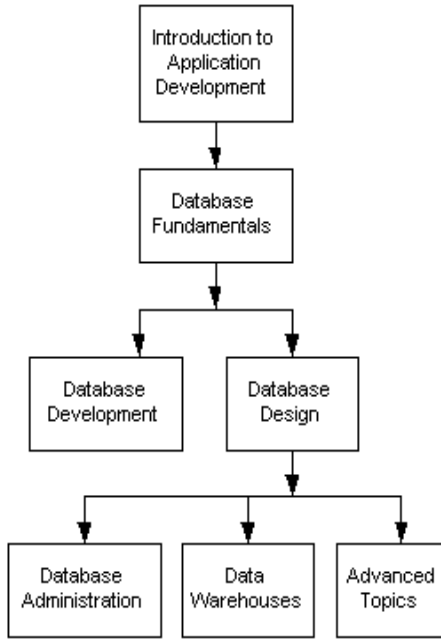 Introduction to
Application
Development
Database
Fundamentals
Database
Development
Database
Design
Database
Administration
Data
Warehouses
Advanced
Topics